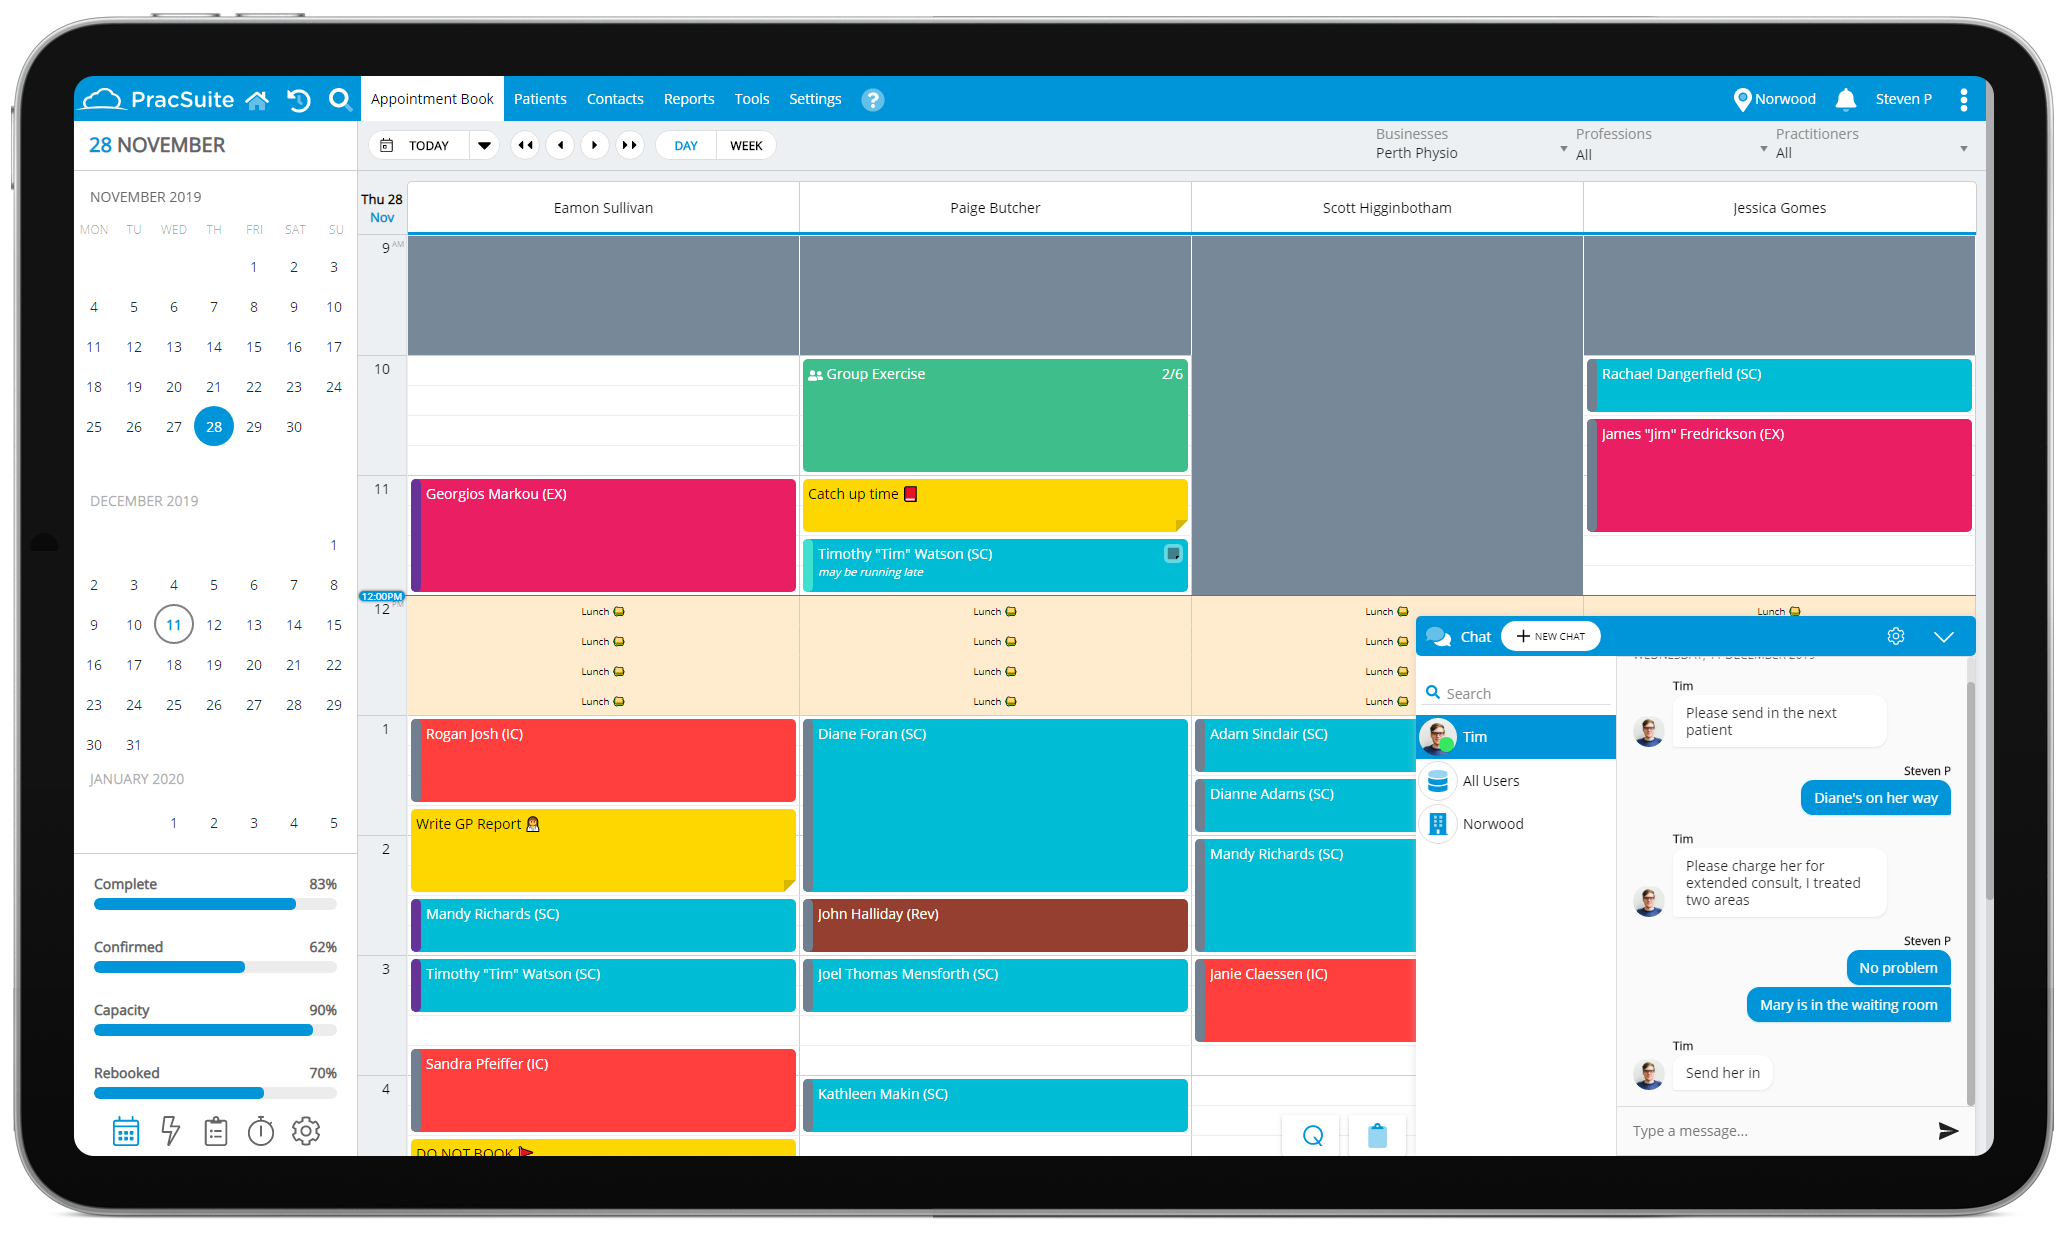 PracSuite
Appointment Book
Patients
Contacts
Reports
Tools
Settings
?
Norwood
Steven P
28 NOVEMBER
TODAY
DAY
WEEK
Businesses
Perth Physio
Professions
All
Practitioners
All
NOVEMBER 2019
MON TU WED TH FRI SAT SU
1 2 3
4 5 6 7 8 9 10
11 12 13 14 15 16 17
18 19 20 21 22 23 24
25 26 27 28 29 30
DECEMBER 2019
1
2 3 4 5 6 7 8
9 10 11 12 13 14 15
16 17 18 19 20 21 22
23 24 25 26 27 28 29
30 31
JANUARY 2020
1 2 3 4 5
Complete 83%
Confirmed 62%
Capacity 90%
Rebooked 70%
Thu 28
Nov
Eamon Sullivan
Paige Butcher
Scott Higginbotham
Jessica Gomes
9 AM
10
11
12:00PM
12 PM
1
2
3
4
Georgios Markou (EX)
Lunch
Lunch
Lunch
Lunch
Rogan Josh (IC)
Write GP Report
Mandy Richards (SC)
Timothy "Tim" Watson (SC)
Sandra Pfeiffer (IC)
DO NOT BOOK
Group Exercise 2/6
Catch up time
Timothy "Tim" Watson (SC)
may be running late
Lunch
Lunch
Lunch
Lunch
Diane Foran (SC)
John Halliday (Rev)
Joel Thomas Mensforth (SC)
Kathleen Makin (SC)
Lunch
Lunch
Lunch
Lunch
Adam Sinclair (SC)
Dianne Adams (SC)
Mandy Richards (SC)
Janie Claessen (IC)
Rachael Dangerfield (SC)
James "Jim" Fredrickson (EX)
Lunch
Chat
NEW CHAT
Search
Tim
All Users
Norwood
WEDNESDAY, 11 DECEMBER 2019
Tim
Please send in the next
patient
Steven P
Diane's on her way
Tim
Please charge her for
extended consult, I treated
two areas
Steven P
No problem
Mary is in the waiting room
Tim
Send her in
Type a message...
Q